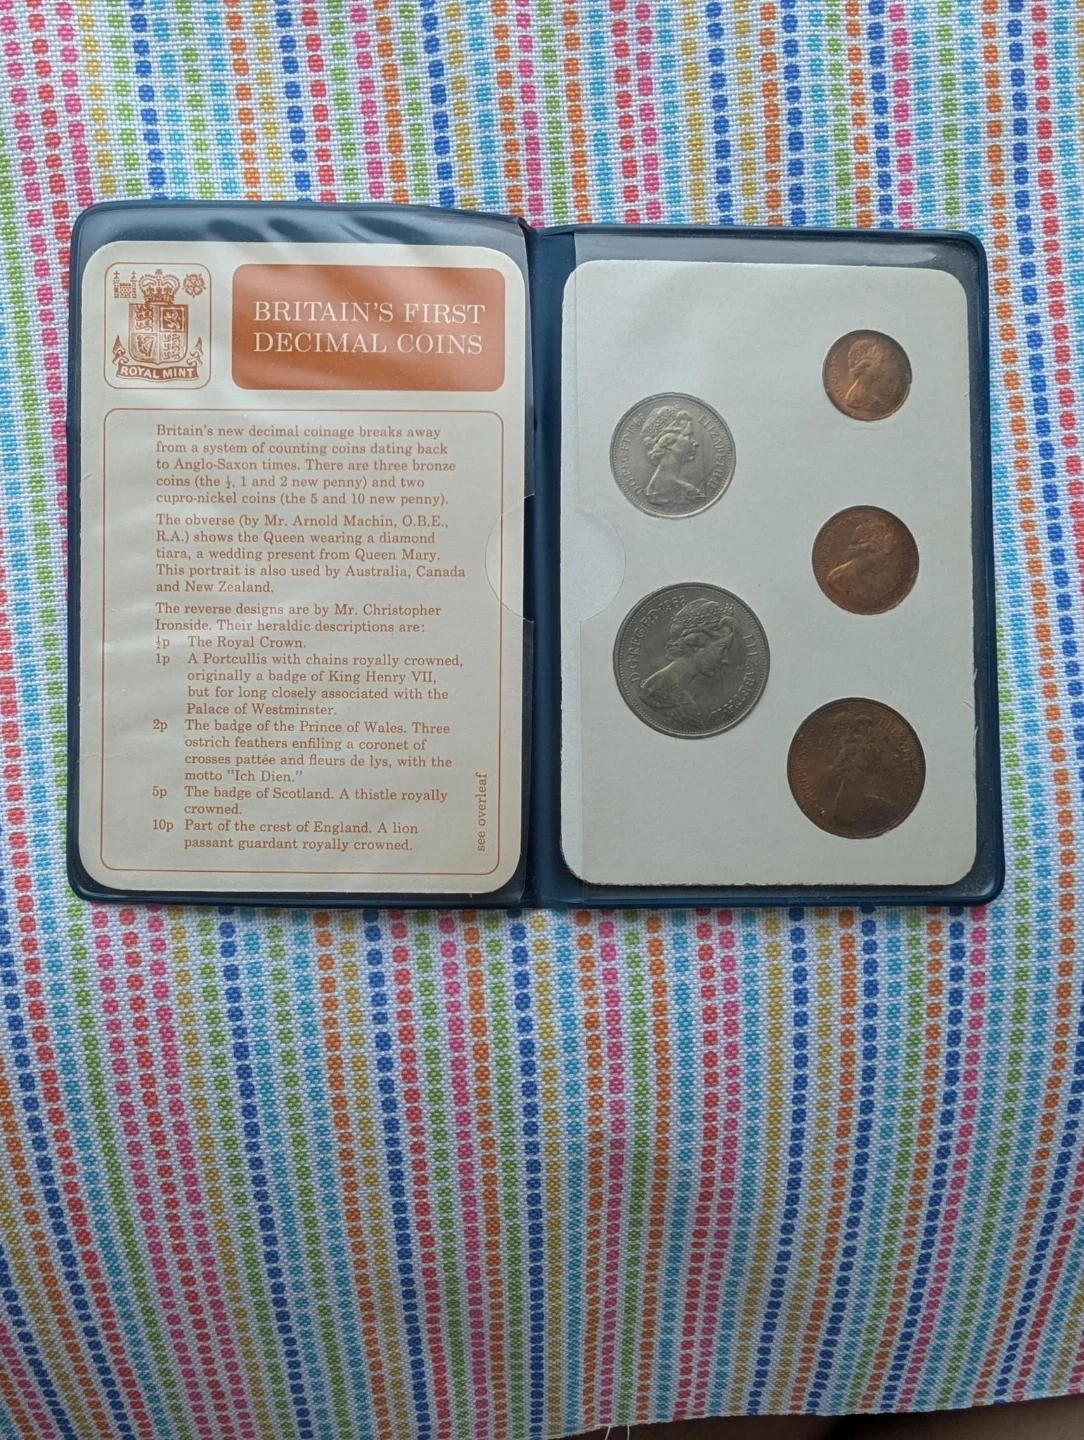 ROYAL MINT
BRITAIN'S FIRST
DECIMAL COINS
Britain's new decimal coinage breaks away
from a system of counting coins dating back
to Anglo-Saxon times. There are three bronze
coins (the ½, 1 and 2 new penny) and two
cupro-nickel coins (the 5 and 10 new penny).
The obverse (by Mr. Arnold Machin, O.B.E.,
R.A.) shows the Queen wearing a diamond
tiara, a wedding present from Queen Mary.
This portrait is also used by Australia, Canada
and New Zealand.
The reverse designs are by Mr. Christopher
Ironside. Their heraldic descriptions are:
½p The Royal Crown.
1p A Portcullis with chains royally crowned,
originally a badge of King Henry VII,
but for long closely associated with the
Palace of Westminster.
2p The badge of the Prince of Wales. Three
ostrich feathers enfiling a coronet of
crosses pattée and fleurs de lys, with the
motto "Ich Dien."
5p The badge of Scotland. A thistle royally
crowned.
10p Part of the crest of England. A lion
passant guardant royally crowned.
see overleaf
D·G·REG·F·D·1968
ELIZABETH·II